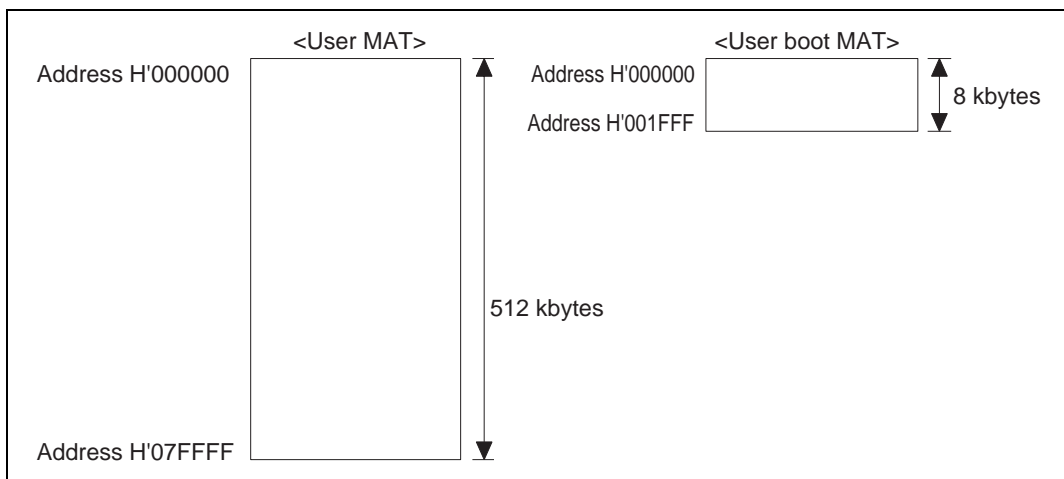 <User MAT>
Address H'000000
512 kbytes
Address H'07FFFF
<User boot MAT>
Address H'000000
8 kbytes
Address H'001FFF